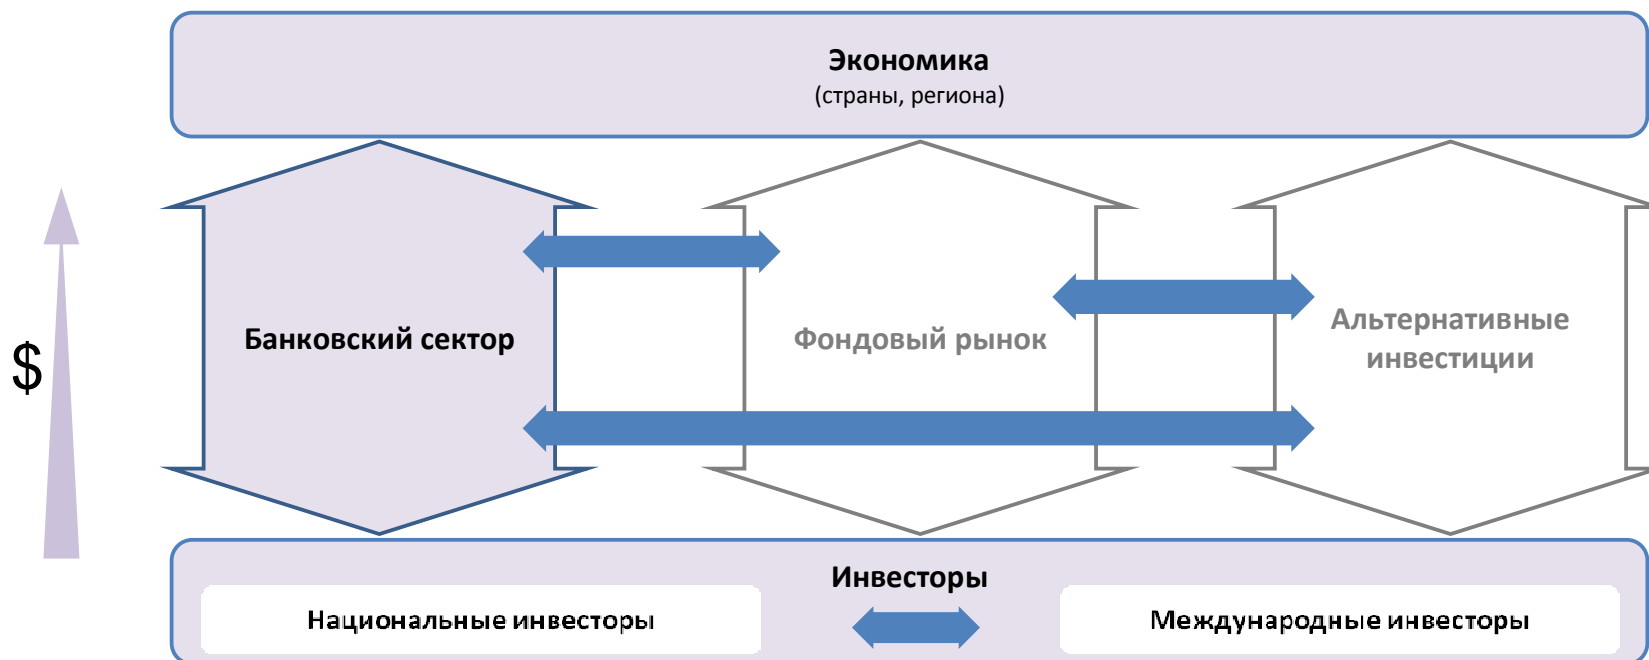 Экономика
(страны, региона)
$
Банковский сектор
Фондовый рынок
Альтернативные
инвестиции
Инвесторы
Национальные инвесторы
Международные инвесторы